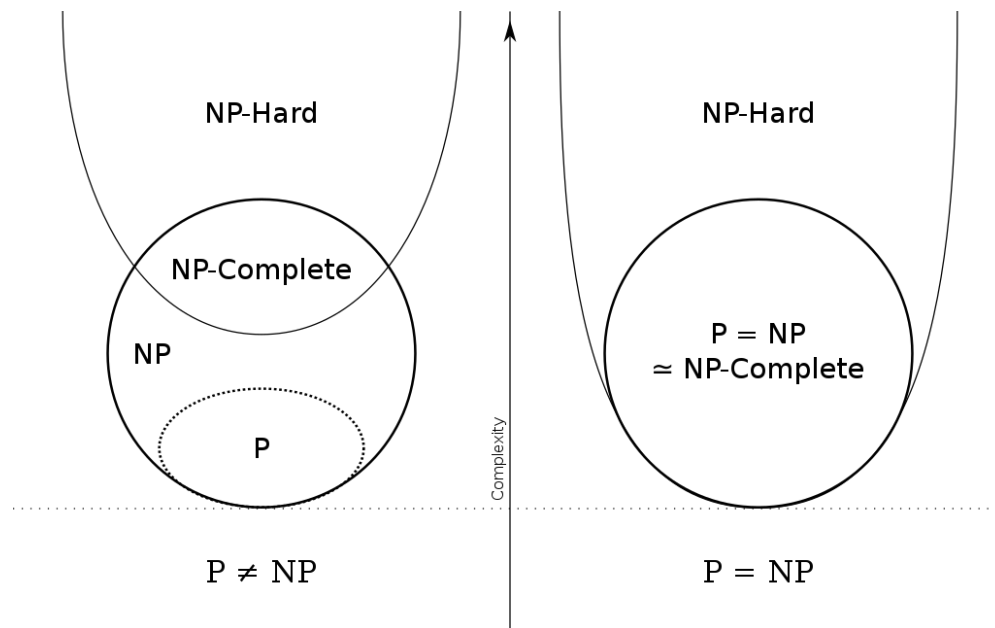 NP-Hard
NP-Complete
NP
P
P ≠ NP
Complexity
NP-Hard
P = NP
≃ NP-Complete
P = NP